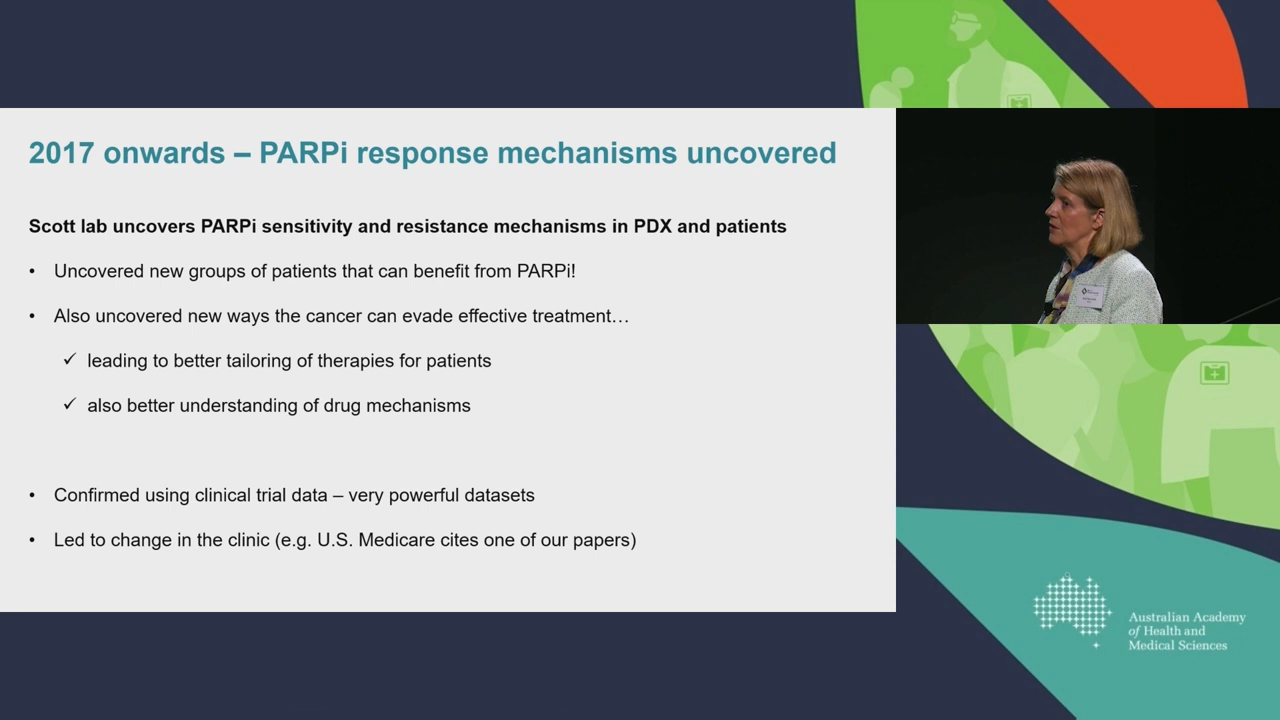 2017 onwards – PARPi response mechanisms uncovered
Scott lab uncovers PARPi sensitivity and resistance mechanisms in PDX and patients
• Uncovered new groups of patients that can benefit from PARPi!
• Also uncovered new ways the cancer can evade effective treatment…
✓ leading to better tailoring of therapies for patients
✓ also better understanding of drug mechanisms
• Confirmed using clinical trial data – very powerful datasets
• Led to change in the clinic (e.g. U.S. Medicare cites one of our papers)
Australian Academy
of Health and
Medical Sciences